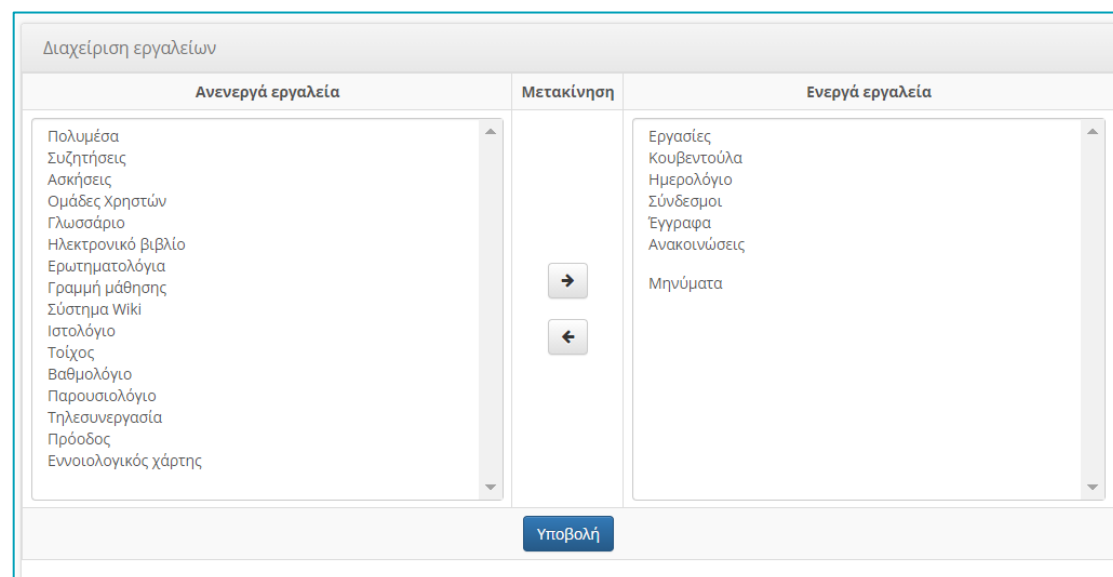 Διαχείριση εργαλείων
Ανενεργά εργαλεία
Μετακίνηση
Ενεργά εργαλεία
Πολυμέσα
Συζητήσεις
Ασκήσεις
Ομάδες Χρηστών
Γλωσσάριο
Ηλεκτρονικό βιβλίο
Ερωτηματολόγια
Γραμμή μάθησης
Σύστημα Wiki
Ιστολόγιο
Τοίχος
Βαθμολόγιο
Παρουσιολόγιο
Τηλεσυνεργασία
Πρόοδος
Εννοιολογικός χάρτης
Εργασίες
Κουβεντούλα
Ημερολόγιο
Σύνδεσμοι
Έγγραφα
Ανακοινώσεις
Μηνύματα
Υποβολή